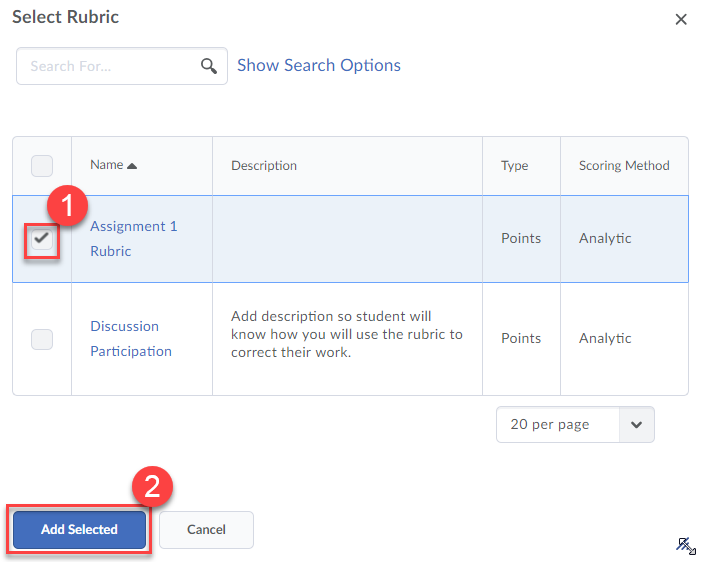 Select Rubric
Search For...
Show Search Options
Name
Description
Type
Scoring Method
1
Assignment 1
Rubric
Points
Analytic
Discussion
Participation
Add description so student will
know how you will use the rubric to
correct their work.
Points
Analytic
20 per page
2
Add Selected
Cancel